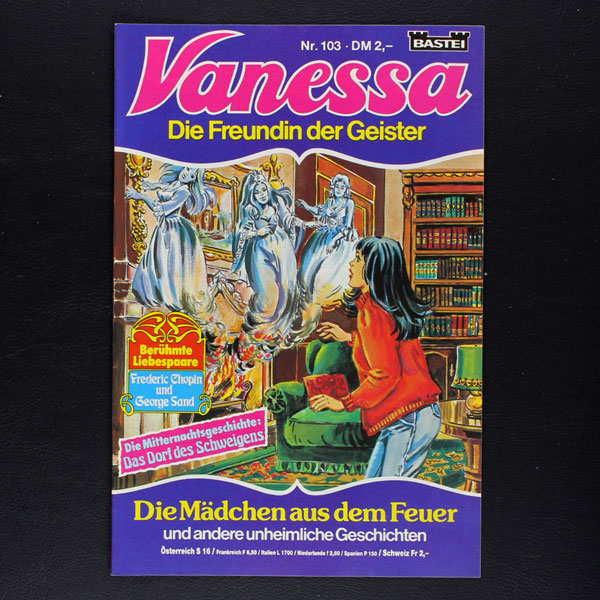 Nr. 103 · DM 2,–
BASTEI
Vanessa
Die Freundin der Geister
Berühmte
Liebespaare
Frederic Chopin
und
George Sand
Die Mitternachtsgeschichte:
Das Dorf des Schweigens
Die Mädchen aus dem Feuer
und andere unheimliche Geschichten
Österreich S 16 / Frankreich F 6,50 / Italien L 1700 / Niederlande f 2,50 / Spanien P 150 / Schweiz Fr 2,–